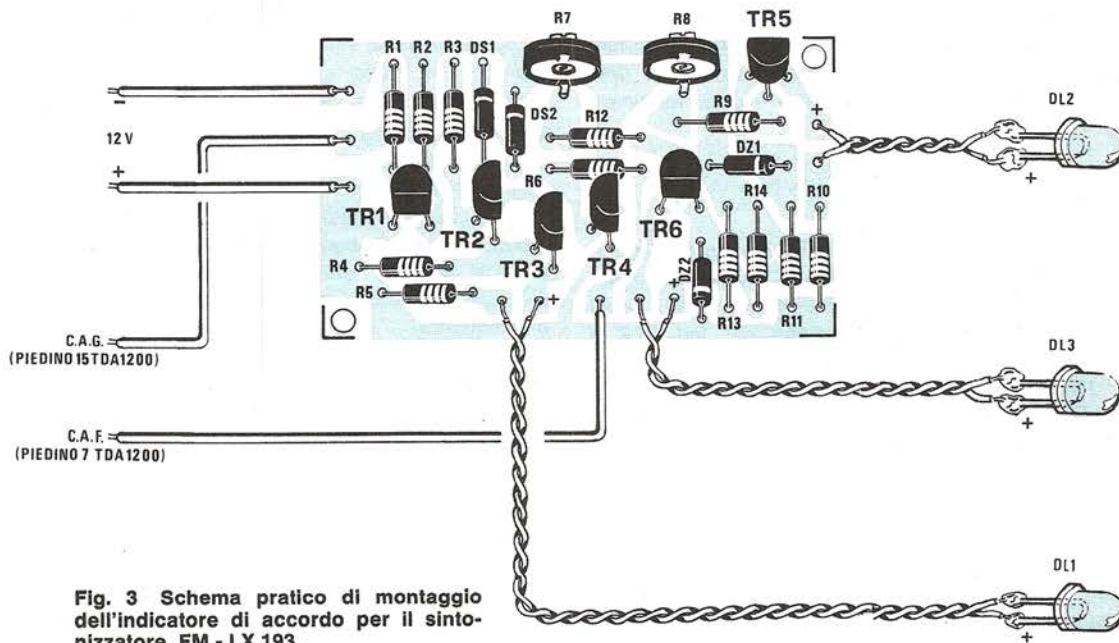 R7
R8
TR5
R1
R2
R3
DS1
DS2
R12
R9
DZ1
+
DL2
+
-
12 V
+
R6
R14
R10
TR1
TR2
TR3
TR4
TR6
DZ2
R4
R5
+
+
R13
R11
C.A.G.
(PIEDINO 15 TDA1200)
DL3
+
C.A.F.
(PIEDINO 7 TDA1200)
DL1
+
Fig. 3 Schema pratico di montaggio
dell'indicatore di accordo per il sinto-
nizzatore FM - LX 193